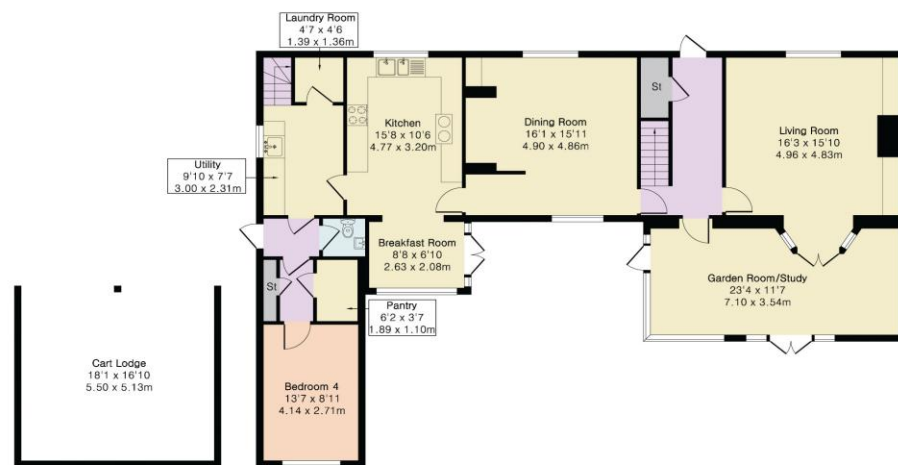 Laundry Room
4'7 x 4'6
1.39 x 1.36m
St
Kitchen
15'8 x 10'6
4.77 x 3.20m
Dining Room
16'1 x 15'11
4.90 x 4.86m
Living Room
16'3 x 15'10
4.96 x 4.83m
Utility
9'10 x 7'7
3.00 x 2.31m
Breakfast Room
8'8 x 6'10
2.63 x 2.08m
St
Garden Room/Study
23'4 x 11'7
7.10 x 3.54m
Pantry
6'2 x 3'7
1.89 x 1.10m
Cart Lodge
18'1 x 16'10
5.50 x 5.13m
Bedroom 4
13'7 x 8'11
4.14 x 2.71m